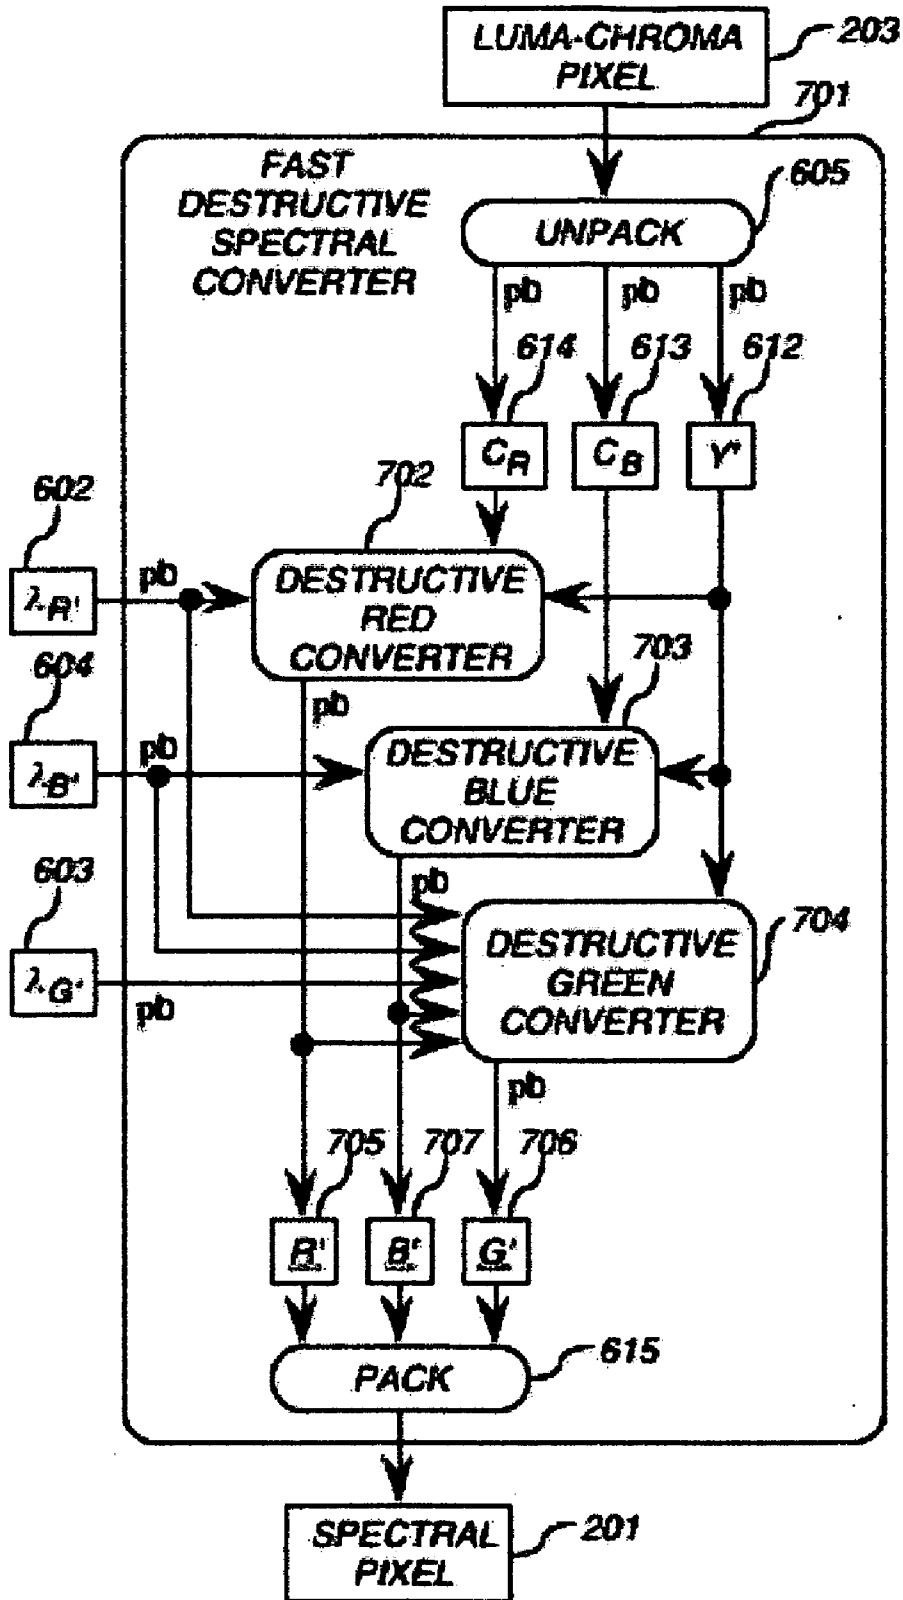 LUMA-CHROMA
PIXEL
203
701
FAST
DESTRUCTIVE
SPECTRAL
CONVERTER
605
UNPACK
pb pb pb
614 613 612
CR CB Y'
702
602
λR'
pb
DESTRUCTIVE
RED
CONVERTER
703
604
pb
λB'
pb
DESTRUCTIVE
BLUE
CONVERTER
603
pb
704
λG'
pb
DESTRUCTIVE
GREEN
CONVERTER
pb
705 707 706
R' B' G'
615
PACK
SPECTRAL
PIXEL
201